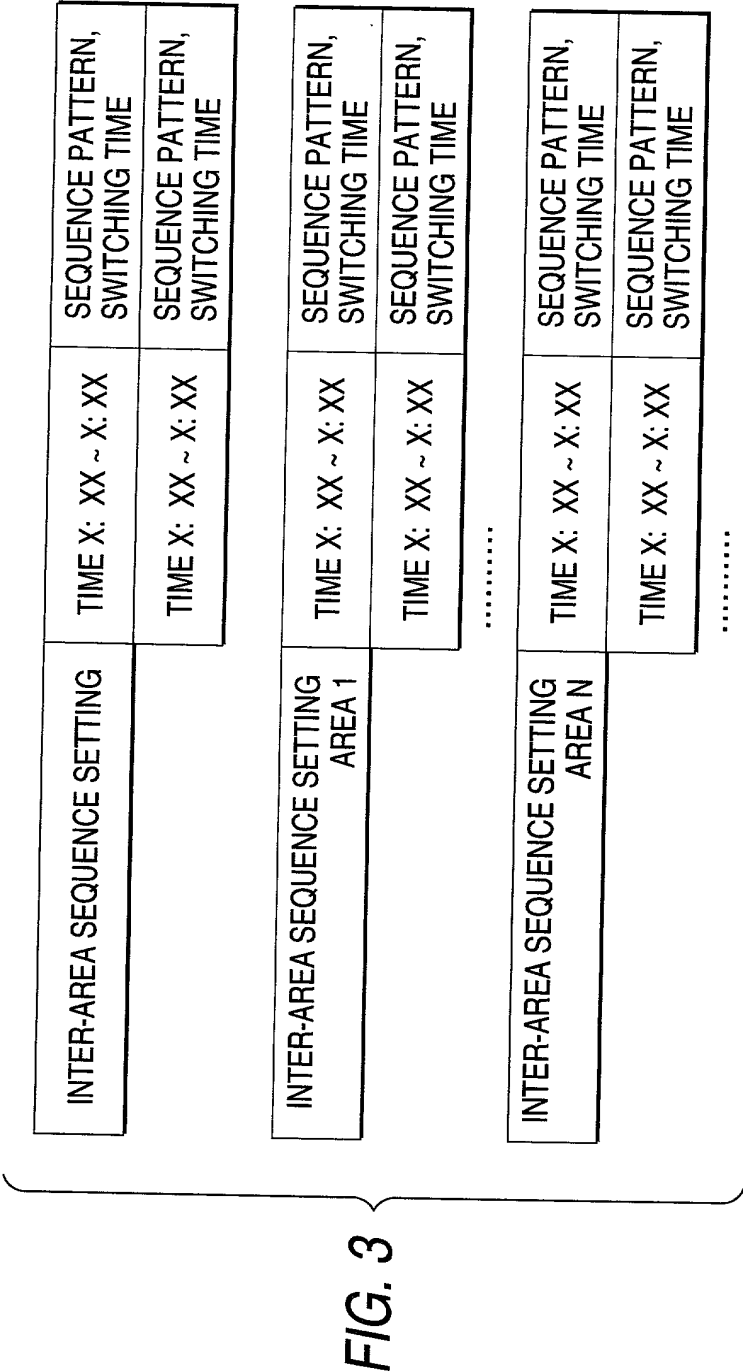 FIG. 3
INTER-AREA SEQUENCE SETTING
TIME X: XX ~ X: XX
SEQUENCE PATTERN,
SWITCHING TIME
TIME X: XX ~ X: XX
SEQUENCE PATTERN,
SWITCHING TIME
INTER-AREA SEQUENCE SETTING
AREA 1
TIME X: XX ~ X: XX
SEQUENCE PATTERN,
SWITCHING TIME
TIME X: XX ~ X: XX
SEQUENCE PATTERN,
SWITCHING TIME
.........
INTER-AREA SEQUENCE SETTING
AREA N
TIME X: XX ~ X: XX
SEQUENCE PATTERN,
SWITCHING TIME
TIME X: XX ~ X: XX
SEQUENCE PATTERN,
SWITCHING TIME
.........